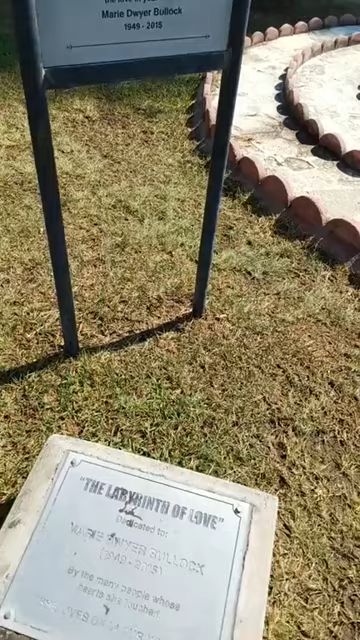 Marie Dwyer Bullock
1949 - 2015
"THE LABYRINTH OF LOVE"
Dedicated to:
MARIE DWYER BULLOCK
(1949 - 2015)
By the many people whose
hearts she touched